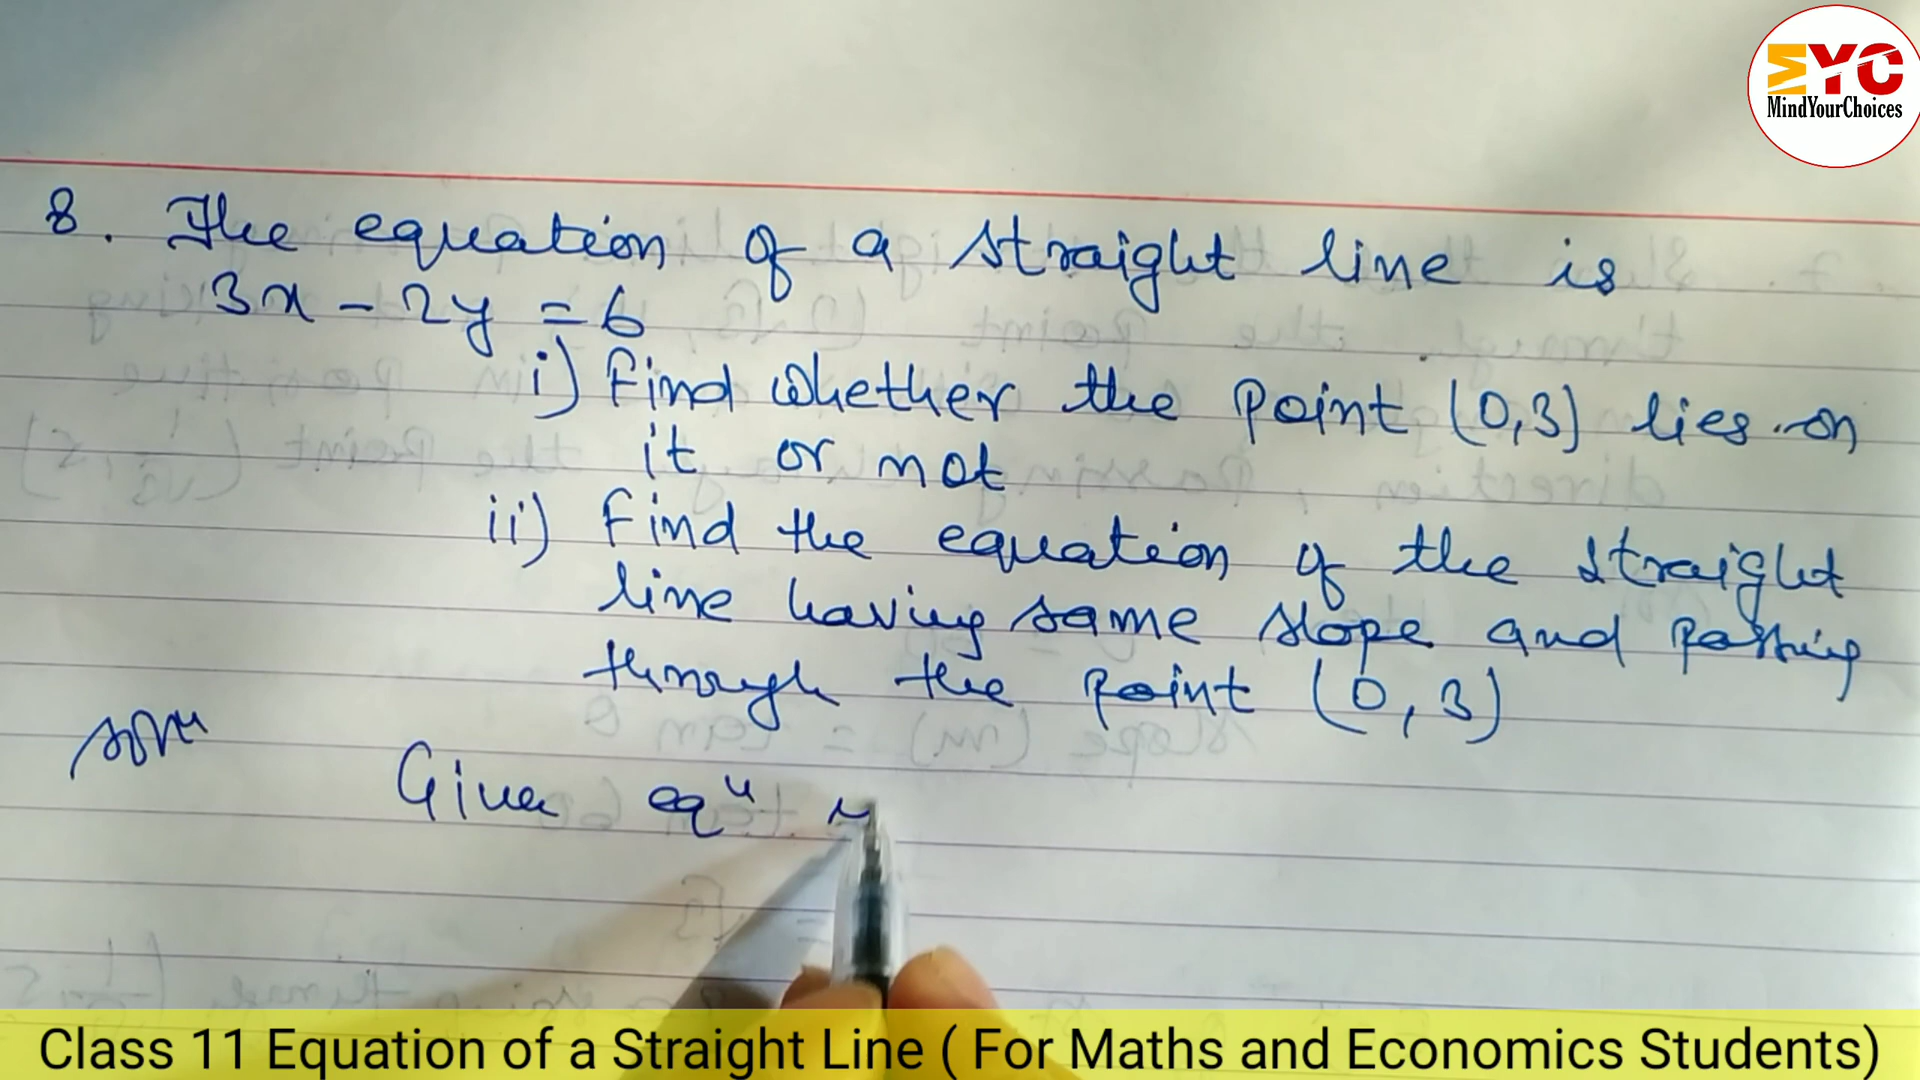 MYC
MindYourChoices
8. The equation of a straight line is
3x - 2y = 6
i) Find whether the point (0,3) lies on
it or not
ii) Find the equation of the straight
line having same slope and passing
through the point (0,3)
Given eqn
Class 11 Equation of a Straight Line ( For Maths and Economics Students)